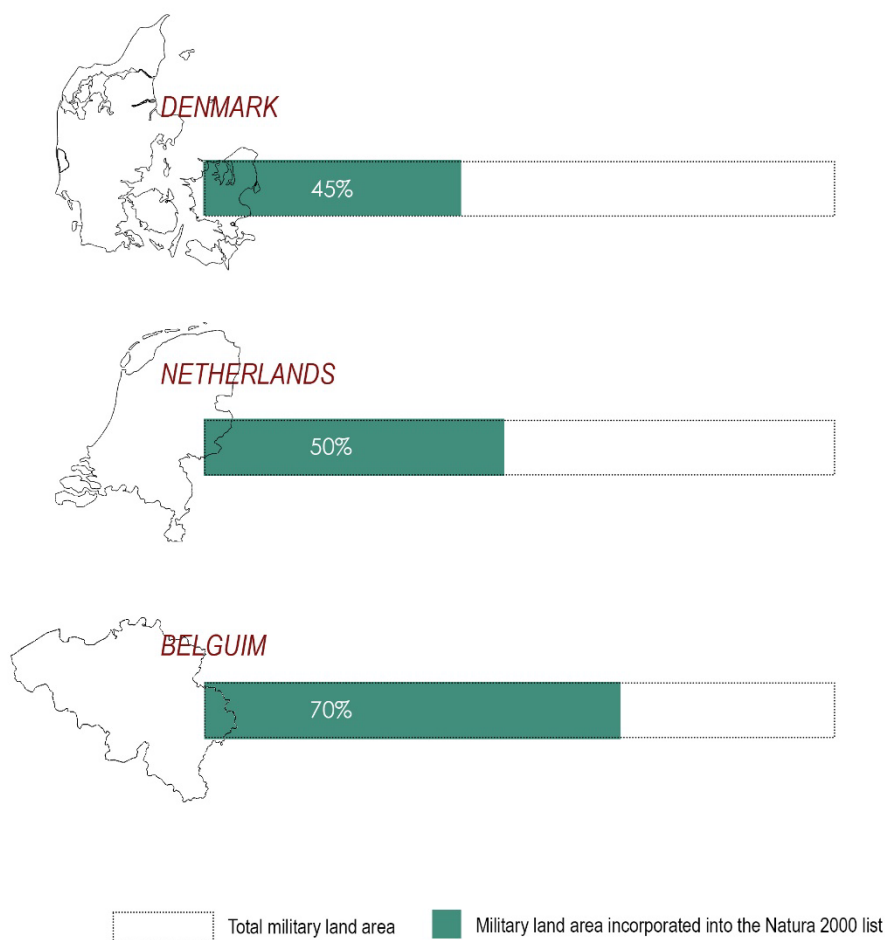 DENMARK
45%
NETHERLANDS
50%
BELGUIM
70%
Total military land area
Military land area incorporated into the Natura 2000 list